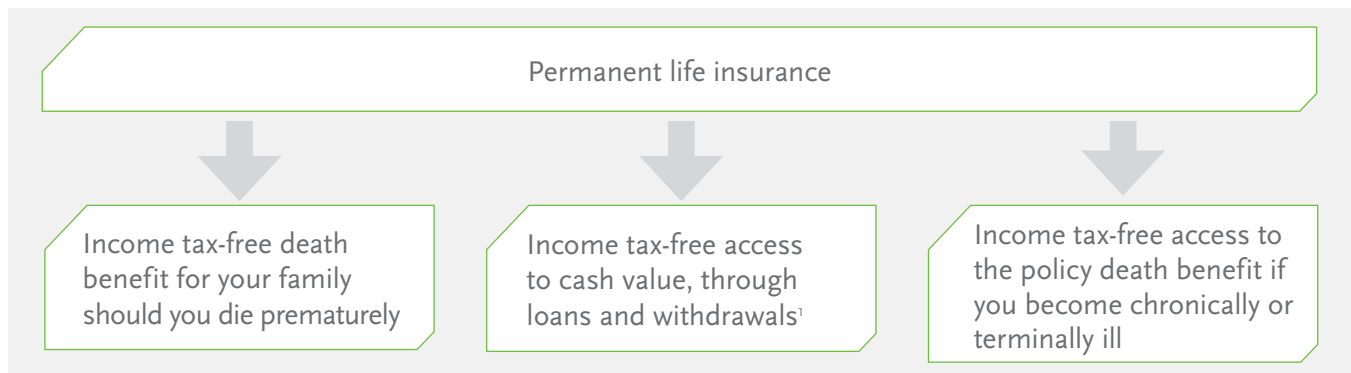 Permanent life insurance
Income tax-free death
benefit for your family
should you die prematurely
Income tax-free access
to cash value, through
loans and withdrawals¹
Income tax-free access to
the policy death benefit if
you become chronically or
terminally ill